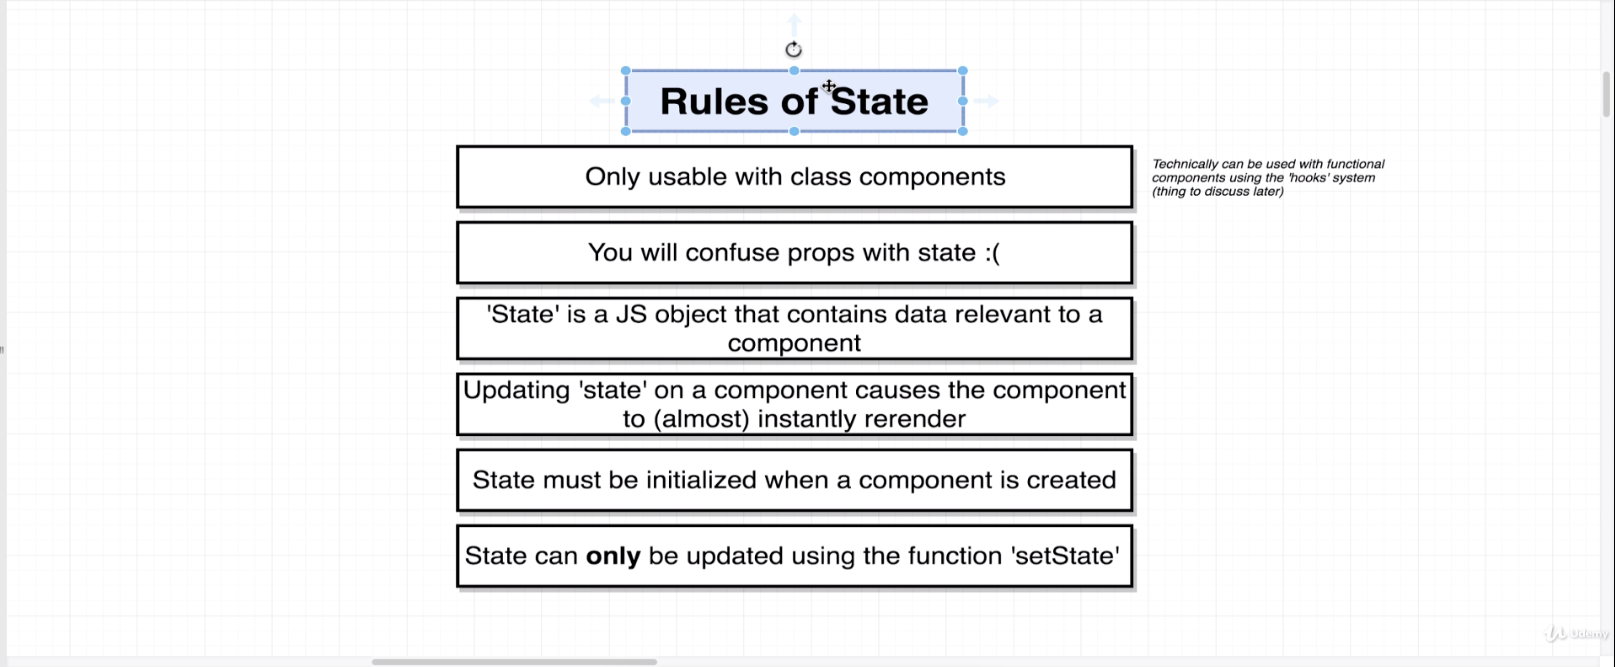 Rules of State
Only usable with class components
Technically can be used with functional
components using the 'hooks' system
(thing to discuss later)
You will confuse props with state :(
'State' is a JS object that contains data relevant to a
component
Updating 'state' on a component causes the component
to (almost) instantly rerender
State must be initialized when a component is created
State can only be updated using the function 'setState'
Udemy